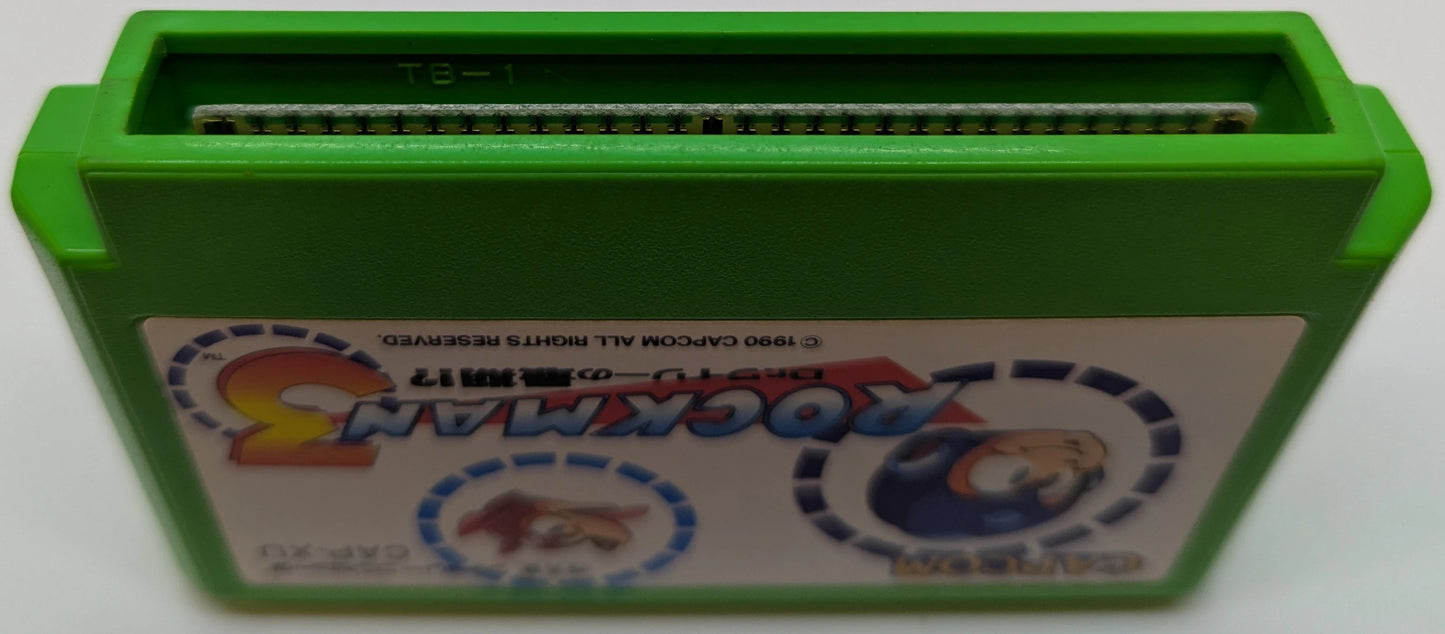 TB-1
CAPCOM
CAP-XU
ROCKMAN 3 TM
Dr.ワイリーの最期!?
© 1990 CAPCOM ALL RIGHTS RESERVED.